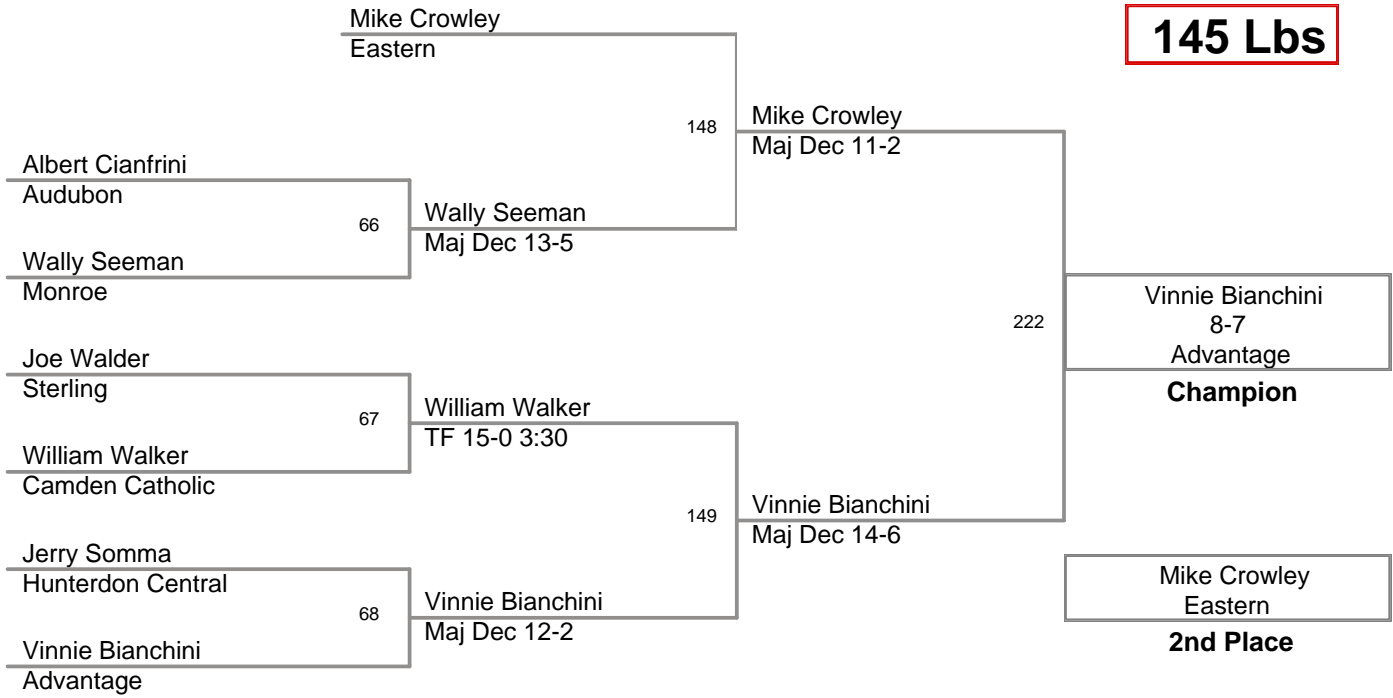 Mike Crowley
Eastern
145 Lbs
148
Mike Crowley
Maj Dec 11-2
Albert Cianfrini
Audubon
66
Wally Seeman
Maj Dec 13-5
Wally Seeman
Monroe
222
Vinnie Bianchini
8-7
Advantage
Champion
Joe Walder
Sterling
67
William Walker
TF 15-0 3:30
William Walker
Camden Catholic
149
Vinnie Bianchini
Maj Dec 14-6
Jerry Somma
Hunterdon Central
68
Vinnie Bianchini
Maj Dec 12-2
Vinnie Bianchini
Advantage
Mike Crowley
Eastern
2nd Place